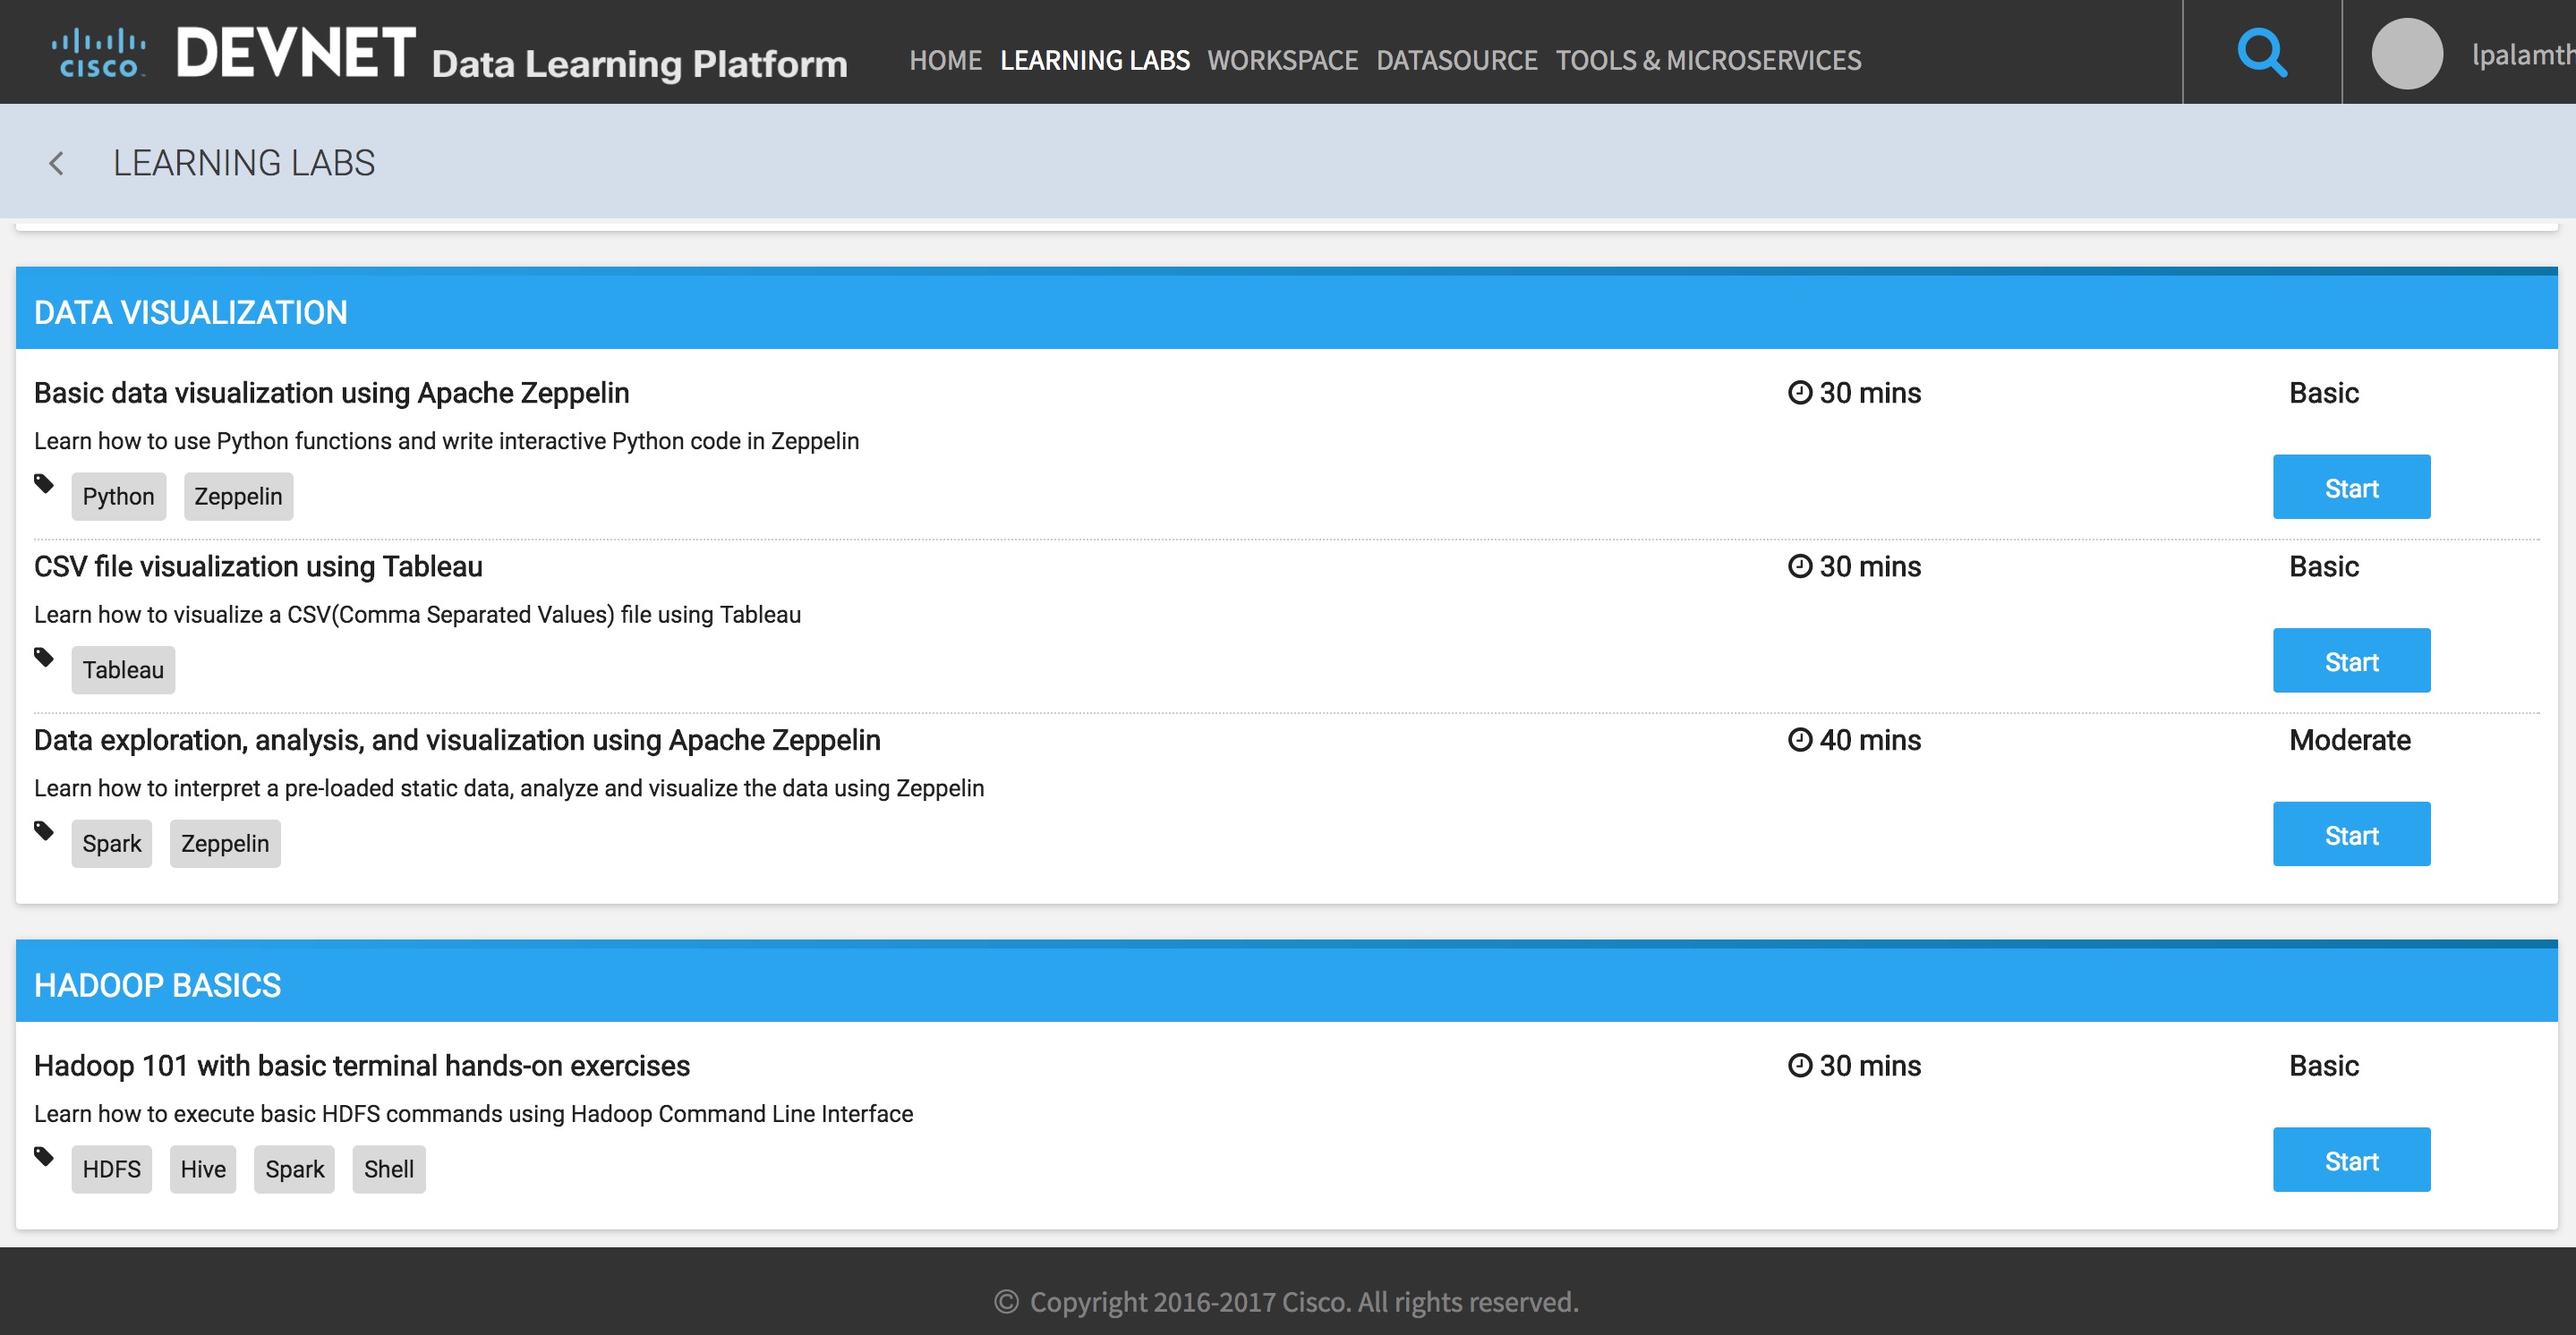 CISCO DEVNET Data Learning Platform HOME LEARNING LABS WORKSPACE DATASOURCE TOOLS & MICROSERVICES lpalamth
LEARNING LABS
DATA VISUALIZATION
Basic data visualization using Apache Zeppelin 30 mins Basic
Learn how to use Python functions and write interactive Python code in Zeppelin
Python Zeppelin Start
CSV file visualization using Tableau 30 mins Basic
Learn how to visualize a CSV(Comma Separated Values) file using Tableau
Tableau Start
Data exploration, analysis, and visualization using Apache Zeppelin 40 mins Moderate
Learn how to interpret a pre-loaded static data, analyze and visualize the data using Zeppelin
Spark Zeppelin Start
HADOOP BASICS
Hadoop 101 with basic terminal hands-on exercises 30 mins Basic
Learn how to execute basic HDFS commands using Hadoop Command Line Interface
HDFS Hive Spark Shell Start
© Copyright 2016-2017 Cisco. All rights reserved.